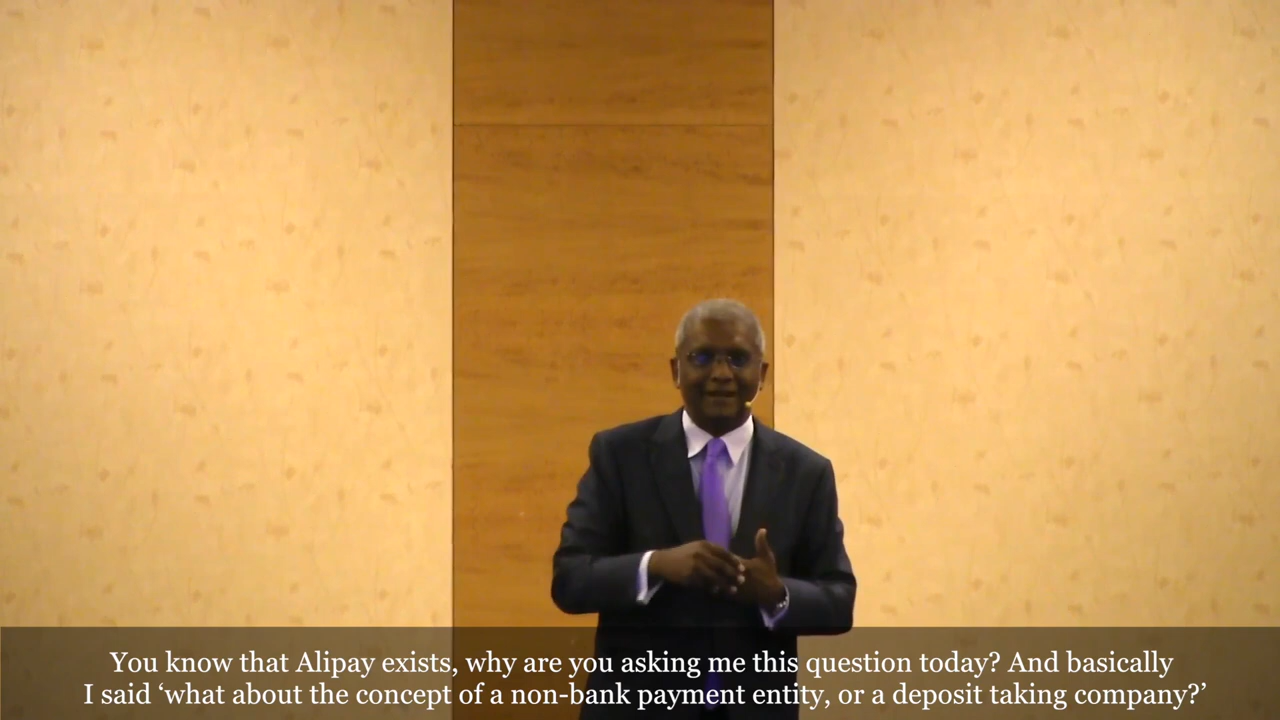 You know that Alipay exists, why are you asking me this question today? And basically
I said ‘what about the concept of a non-bank payment entity, or a deposit taking company?’